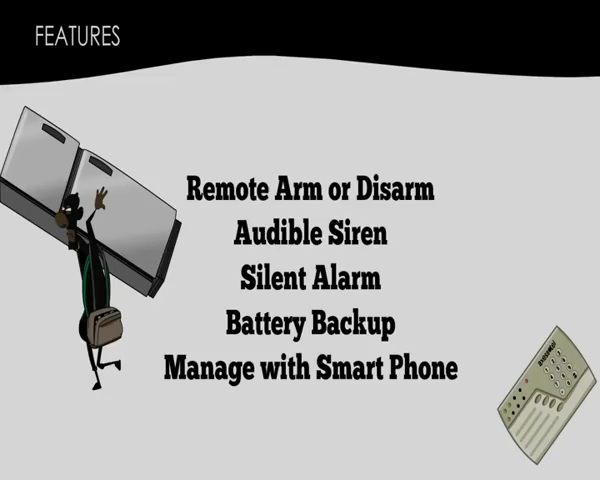 FEATURES
Remote Arm or Disarm
Audible Siren
Silent Alarm
Battery Backup
Manage with Smart Phone